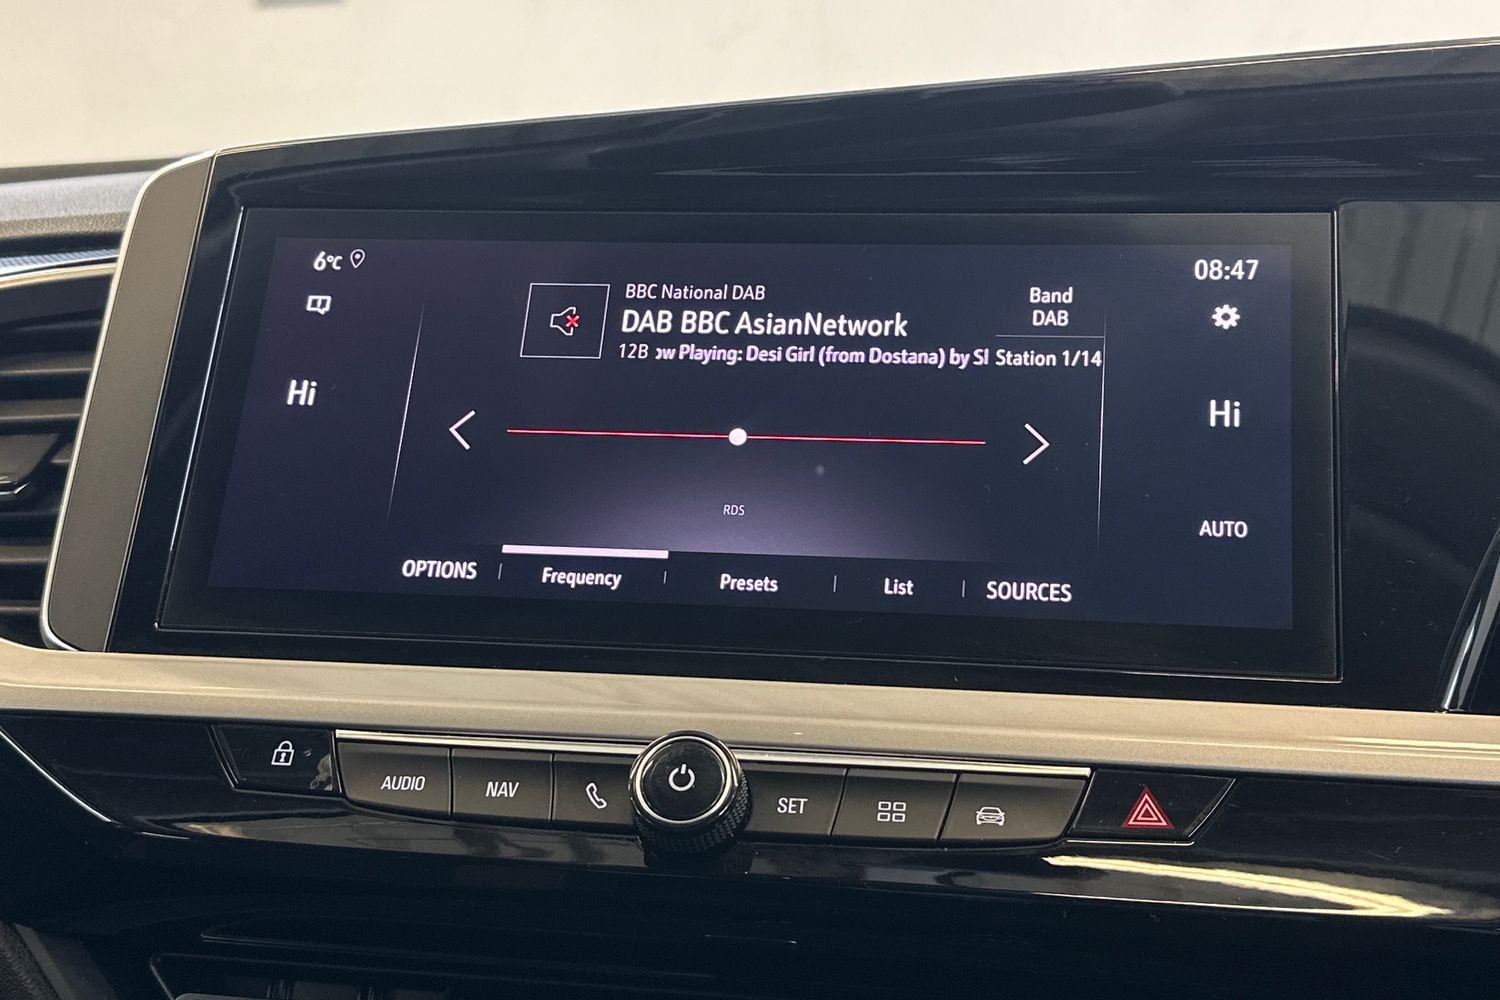 6°C
08:47
BBC National DAB
DAB BBC AsianNetwork
12B ow Playing: Desi Girl (from Dostana) by Sl
Band
DAB
Station 1/14
Hi
Hi
RDS
AUTO
OPTIONS
Frequency
Presets
List
SOURCES
AUDIO
NAV
SET